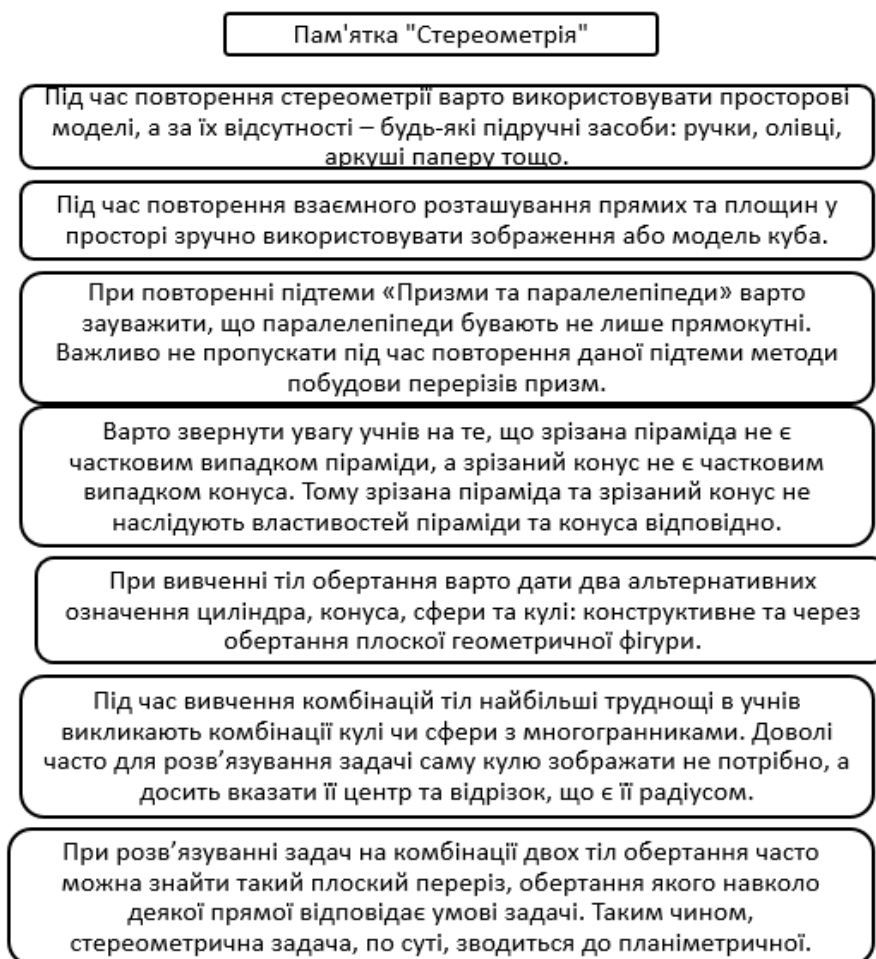 Пам'ятка "Стереометрія"
Під час повторення стереометрії варто використовувати просторові
моделі, а за їх відсутності – будь-які підручні засоби: ручки, олівці,
аркуші паперу тощо.
Під час повторення взаємного розташування прямих та площин у
просторі зручно використовувати зображення або модель куба.
При повторенні підтеми «Призми та паралелепіпеди» варто
зауважити, що паралелепіпеди бувають не лише прямокутні.
Важливо не пропускати під час повторення даної підтеми методи
побудови перерізів призм.
Варто звернути увагу учнів на те, що зрізана піраміда не є
частковим випадком піраміди, а зрізаний конус не є частковим
випадком конуса. Тому зрізана піраміда та зрізаний конус не
наслідують властивостей піраміди та конуса відповідно.
При вивченні тіл обертання варто дати два альтернативних
означення циліндра, конуса, сфери та кулі: конструктивне та через
обертання плоскої геометричної фігури.
Під час вивчення комбінацій тіл найбільші труднощі в учнів
викликають комбінації кулі чи сфери з многогранниками. Доволі
часто для розв’язування задачі саму кулю зображати не потрібно, а
досить вказати її центр та відрізок, що є її радіусом.
При розв’язуванні задач на комбінації двох тіл обертання часто
можна знайти такий плоский переріз, обертання якого навколо
деякої прямої відповідає умові задачі. Таким чином,
стереометрична задача, по суті, зводиться до планіметричної.